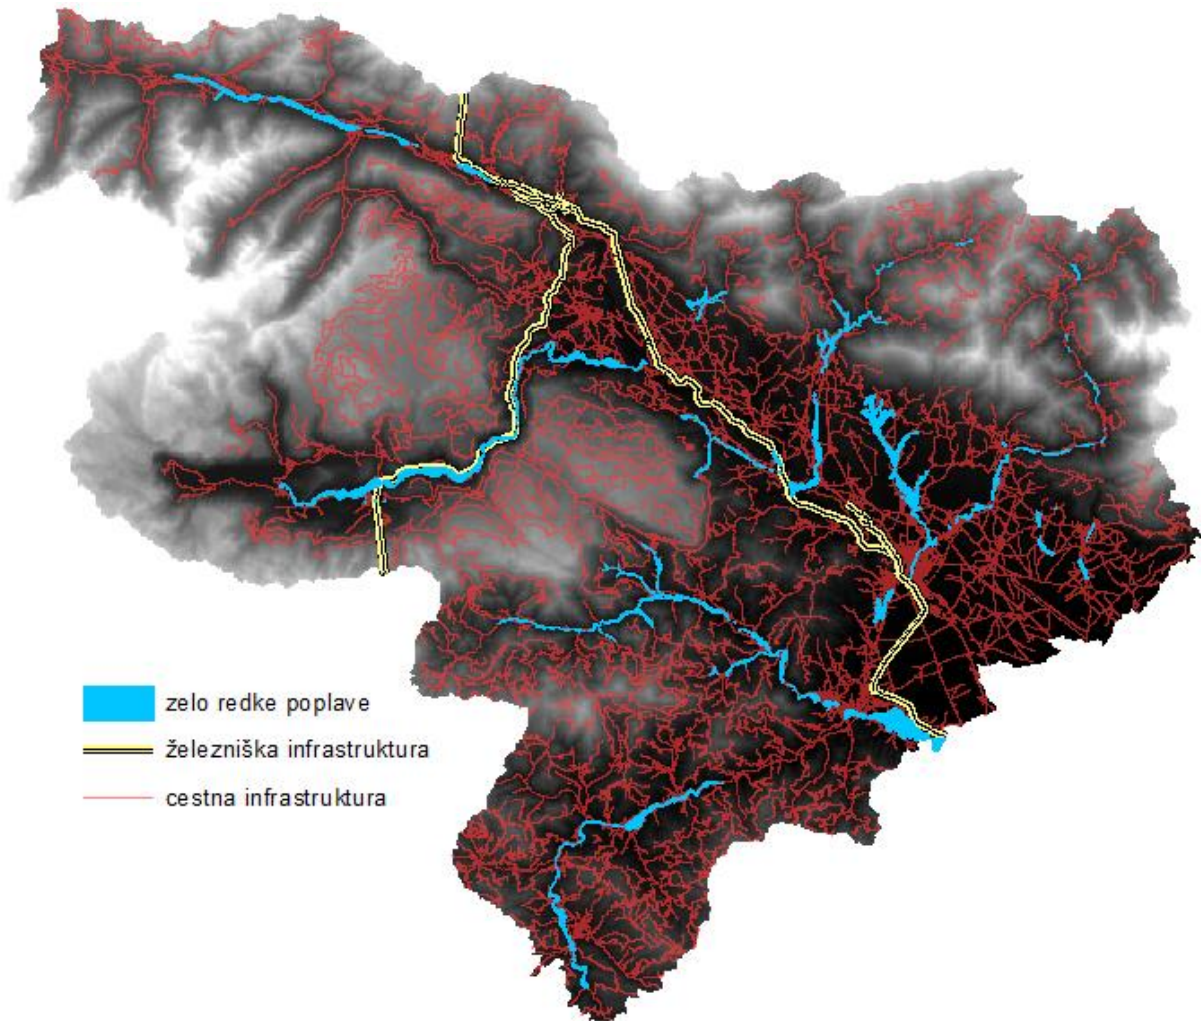 zelo redke poplave
železniška infrastruktura
cestna infrastruktura